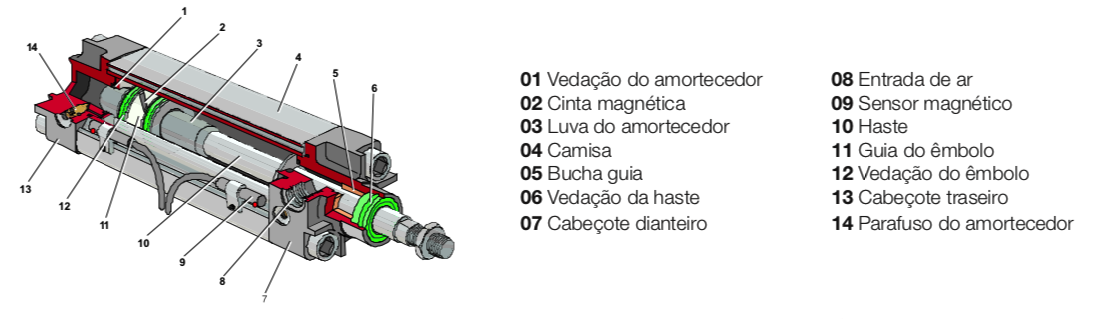 1
2
3
4
5
6
14
13
12
11
10
9
8
7
01 Vedação do amortecedor
02 Cinta magnética
03 Luva do amortecedor
04 Camisa
05 Bucha guia
06 Vedação da haste
07 Cabeçote dianteiro
08 Entrada de ar
09 Sensor magnético
10 Haste
11 Guia do êmbolo
12 Vedação do êmbolo
13 Cabeçote traseiro
14 Parafuso do amortecedor